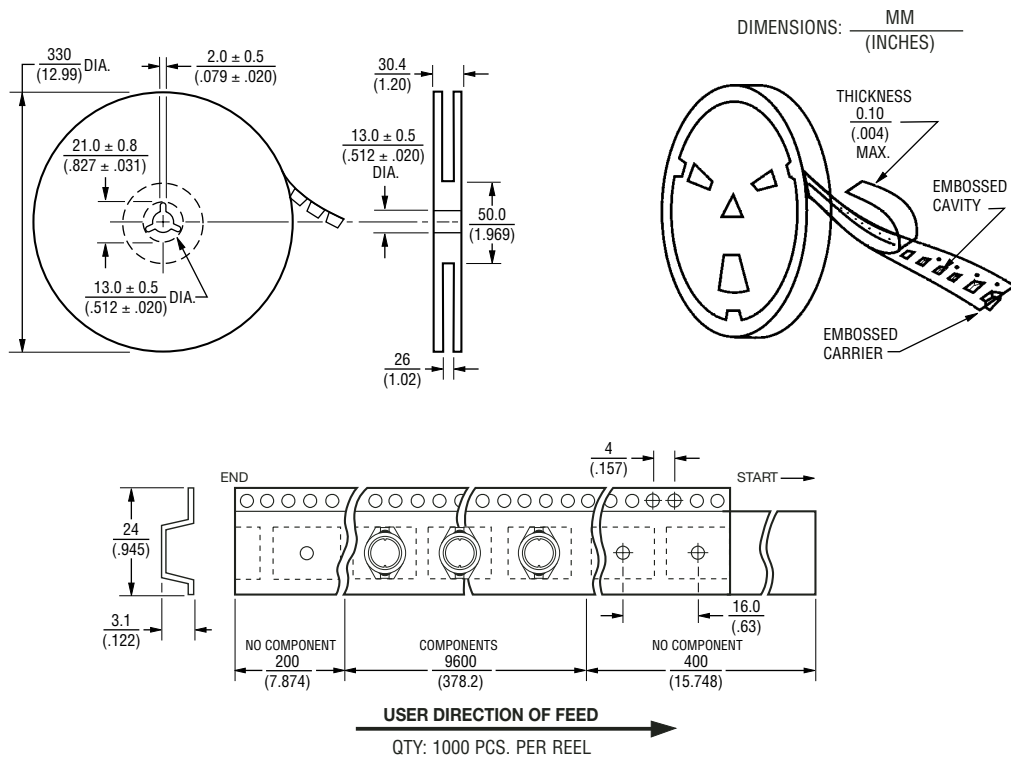 DIMENSIONS: MM
(INCHES)
330
(12.99) DIA.
2.0 ± 0.5
(.079 ± .020)
21.0 ± 0.8
(.827 ± .031)
13.0 ± 0.5
(.512 ± .020) DIA.
30.4
(1.20)
13.0 ± 0.5
(.512 ± .020)
DIA.
50.0
(1.969)
26
(1.02)
THICKNESS
0.10
(.004)
MAX.
EMBOSSED
CAVITY
EMBOSSED
CARRIER
4
(.157)
END
START
24
(.945)
3.1
(.122)
16.0
(.63)
NO COMPONENT
200
(7.874)
COMPONENTS
9600
(378.2)
NO COMPONENT
400
(15.748)
USER DIRECTION OF FEED
QTY: 1000 PCS. PER REEL